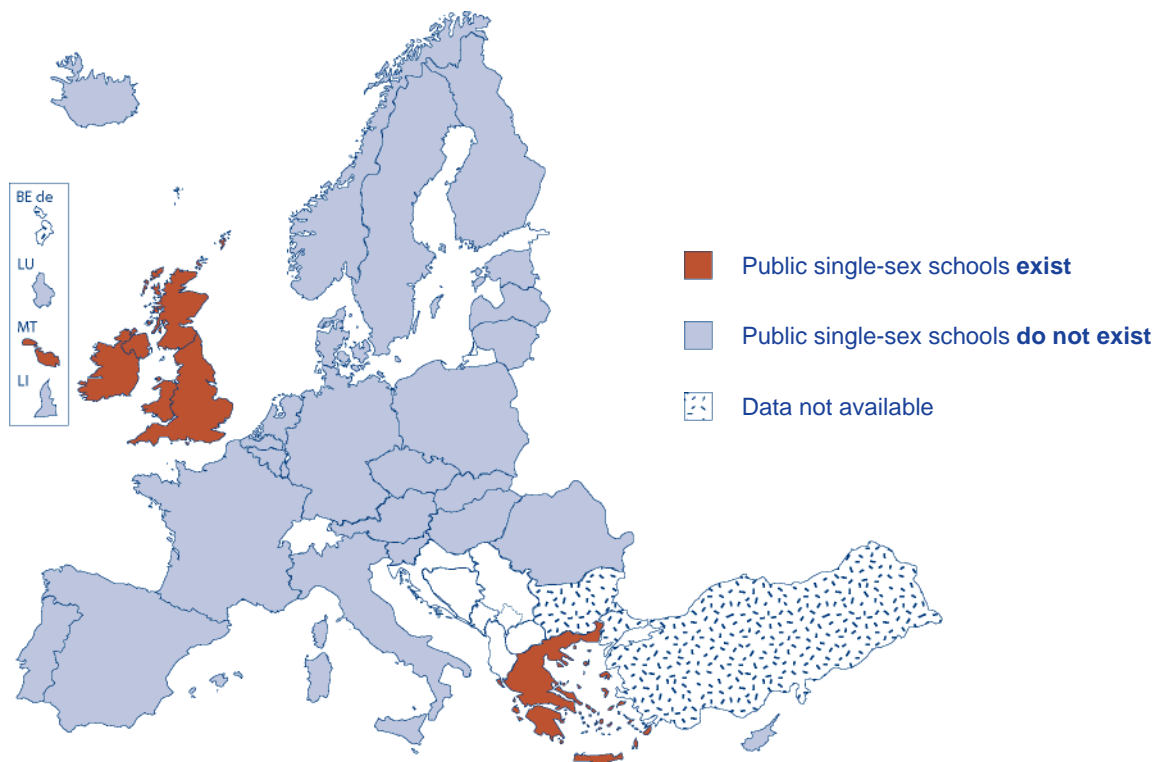 BE de
LU
MT
LI
Public single-sex schools exist
Public single-sex schools do not exist
Data not available